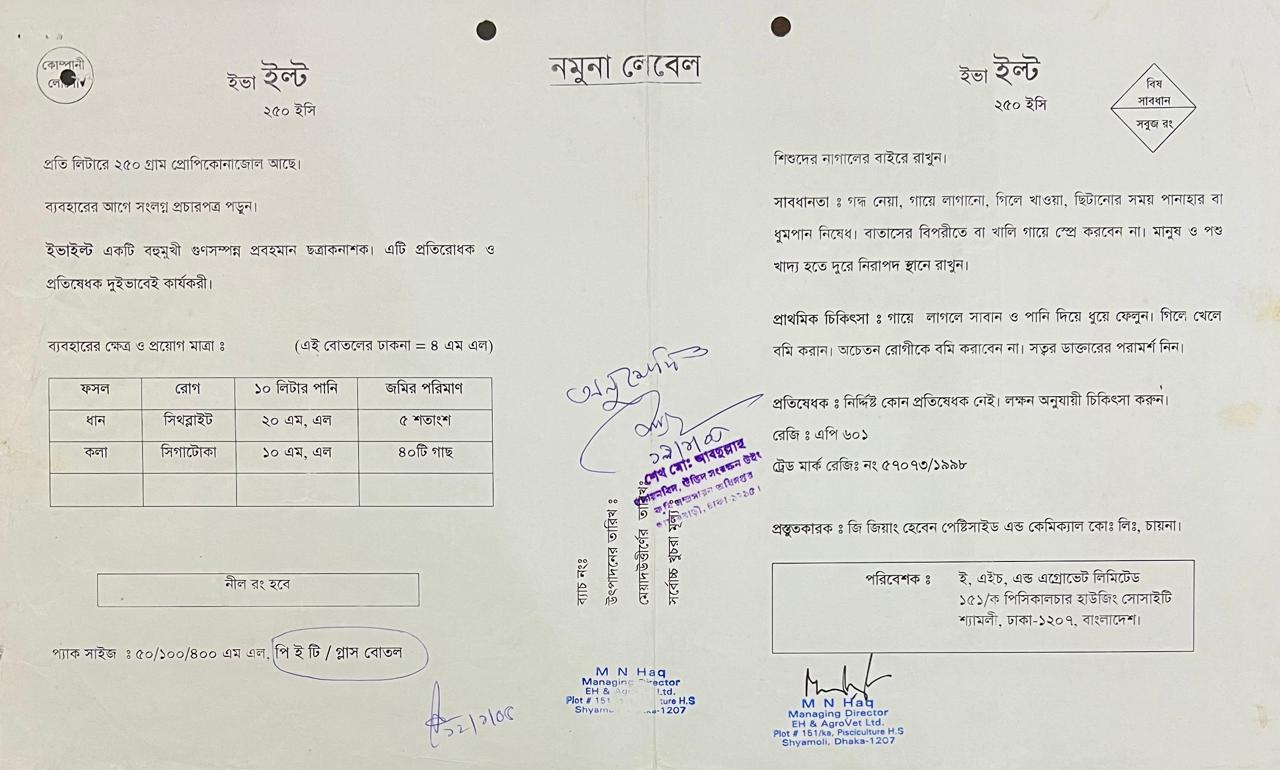 নমুনা লেবেল
কোম্পানী
ইভা ইল্ট
২৫০ ইসি
প্রতি লিটারে ২৫০ গ্রাম প্রোপিকোনাজোল আছে।
ব্যবহারের আগে সংলগ্ন প্রচারপত্র পড়ুন।
ইভাইল্ট একটি বহুমুখী গুণসম্পন্ন প্রবহমান ছত্রাকনাশক। এটি প্রতিরোধক ও
প্রতিষেধক দুইভাবেই কার্যকরী।
ব্যবহারের ক্ষেত্র ও প্রয়োগ মাত্রা ঃ (এই বোতলের ঢাকনা = ৪ এম এল)
ফসল রোগ ১০ লিটার পানি জমির পরিমাণ
ধান সিথব্লাইট ২০ এম, এল ৫ শতাংশ
কলা সিগাটোকা ১০ এম, এল ৪০টি গাছ
নীল রং হবে
প্যাক সাইজ ঃ ৫০/১০০/৪০০ এম এল, পি ই টি / গ্লাস বোতল
অনুমোদিত
শেখ মো: আবদুল্লাহ
ব্যাচ নংঃ
উৎপাদনের তারিখ ঃ
মেয়াদউত্তীর্ণের তারিখ
সর্বোচ্চ খুচরা মূল্য
M N Haq
Managing Director
EH & Ltd.
Plot # 151 ture H.S
1207
ইভা ইল্ট
২৫০ ইসি
বিষ
সাবধান
সবুজ রং
শিশুদের নাগালের বাইরে রাখুন।
সাবধানতা ঃ গন্ধ নেয়া, গায়ে লাগানো, গিলে খাওয়া, ছিটানোর সময় পানাহার বা
ধুমপান নিষেধ। বাতাসের বিপরীতে বা খালি গায়ে স্প্রে করবেন না। মানুষ ও পশু
খাদ্য হতে দুরে নিরাপদ স্থানে রাখুন।
প্রাথমিক চিকিৎসা ঃ গায়ে লাগলে সাবান ও পানি দিয়ে ধুয়ে ফেলুন। গিলে খেলে
বমি করান। অচেতন রোগীকে বমি করাবেন না। সত্বর ডাক্তারের পরামর্শ নিন।
প্রতিষেধক ঃ নির্দ্দিষ্ট কোন প্রতিষেধক নেই। লক্ষন অনুযায়ী চিকিৎসা করুন।
রেজি ঃ এপি ৬০১
ট্রেড মার্ক রেজিঃ নং ৫৭০৭৩/১৯৯৮
প্রস্তুতকারক ঃ জি জিয়াং হেবেন পেষ্টিসাইড এন্ড কেমিক্যাল কোঃ লিঃ, চায়না।
পরিবেশক ঃ ই, এইচ, এন্ড এগ্রোভেট লিমিটেড
১৫১/ক পিসিকালচার হাউজিং সোসাইটি
শ্যামলী, ঢাকা-১২০৭, বাংলাদেশ।
M N Haq
Managing Director
EH & AgroVet Ltd.
Plot # 151/ka, Pisciculture H.S
Shyamoli, Dhaka-1207